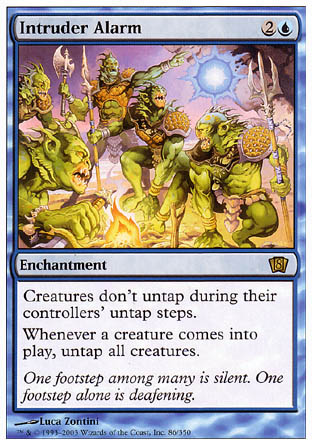 Intruder Alarm 2
Enchantment 8
Creatures don't untap during their
controllers' untap steps.
Whenever a creature comes into
play, untap all creatures.
One footstep among many is silent. One
footstep alone is deafening.
Luca Zontini
™ & © 1993–2003 Wizards of the Coast, Inc. 86/350